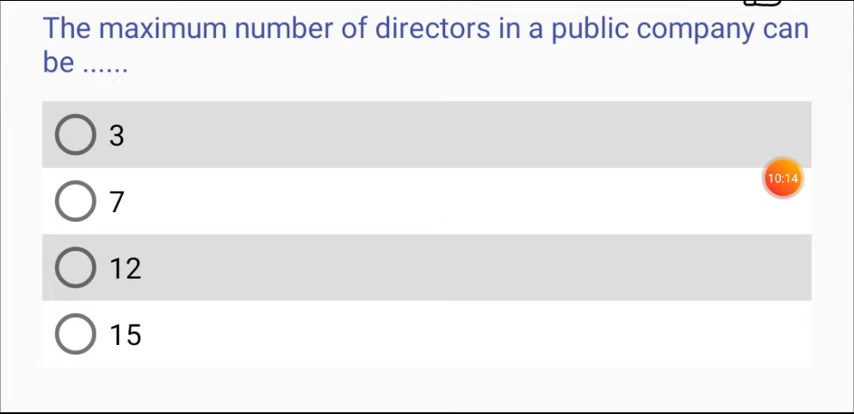 The maximum number of directors in a public company can
be ......
3
7
10:14
12
15